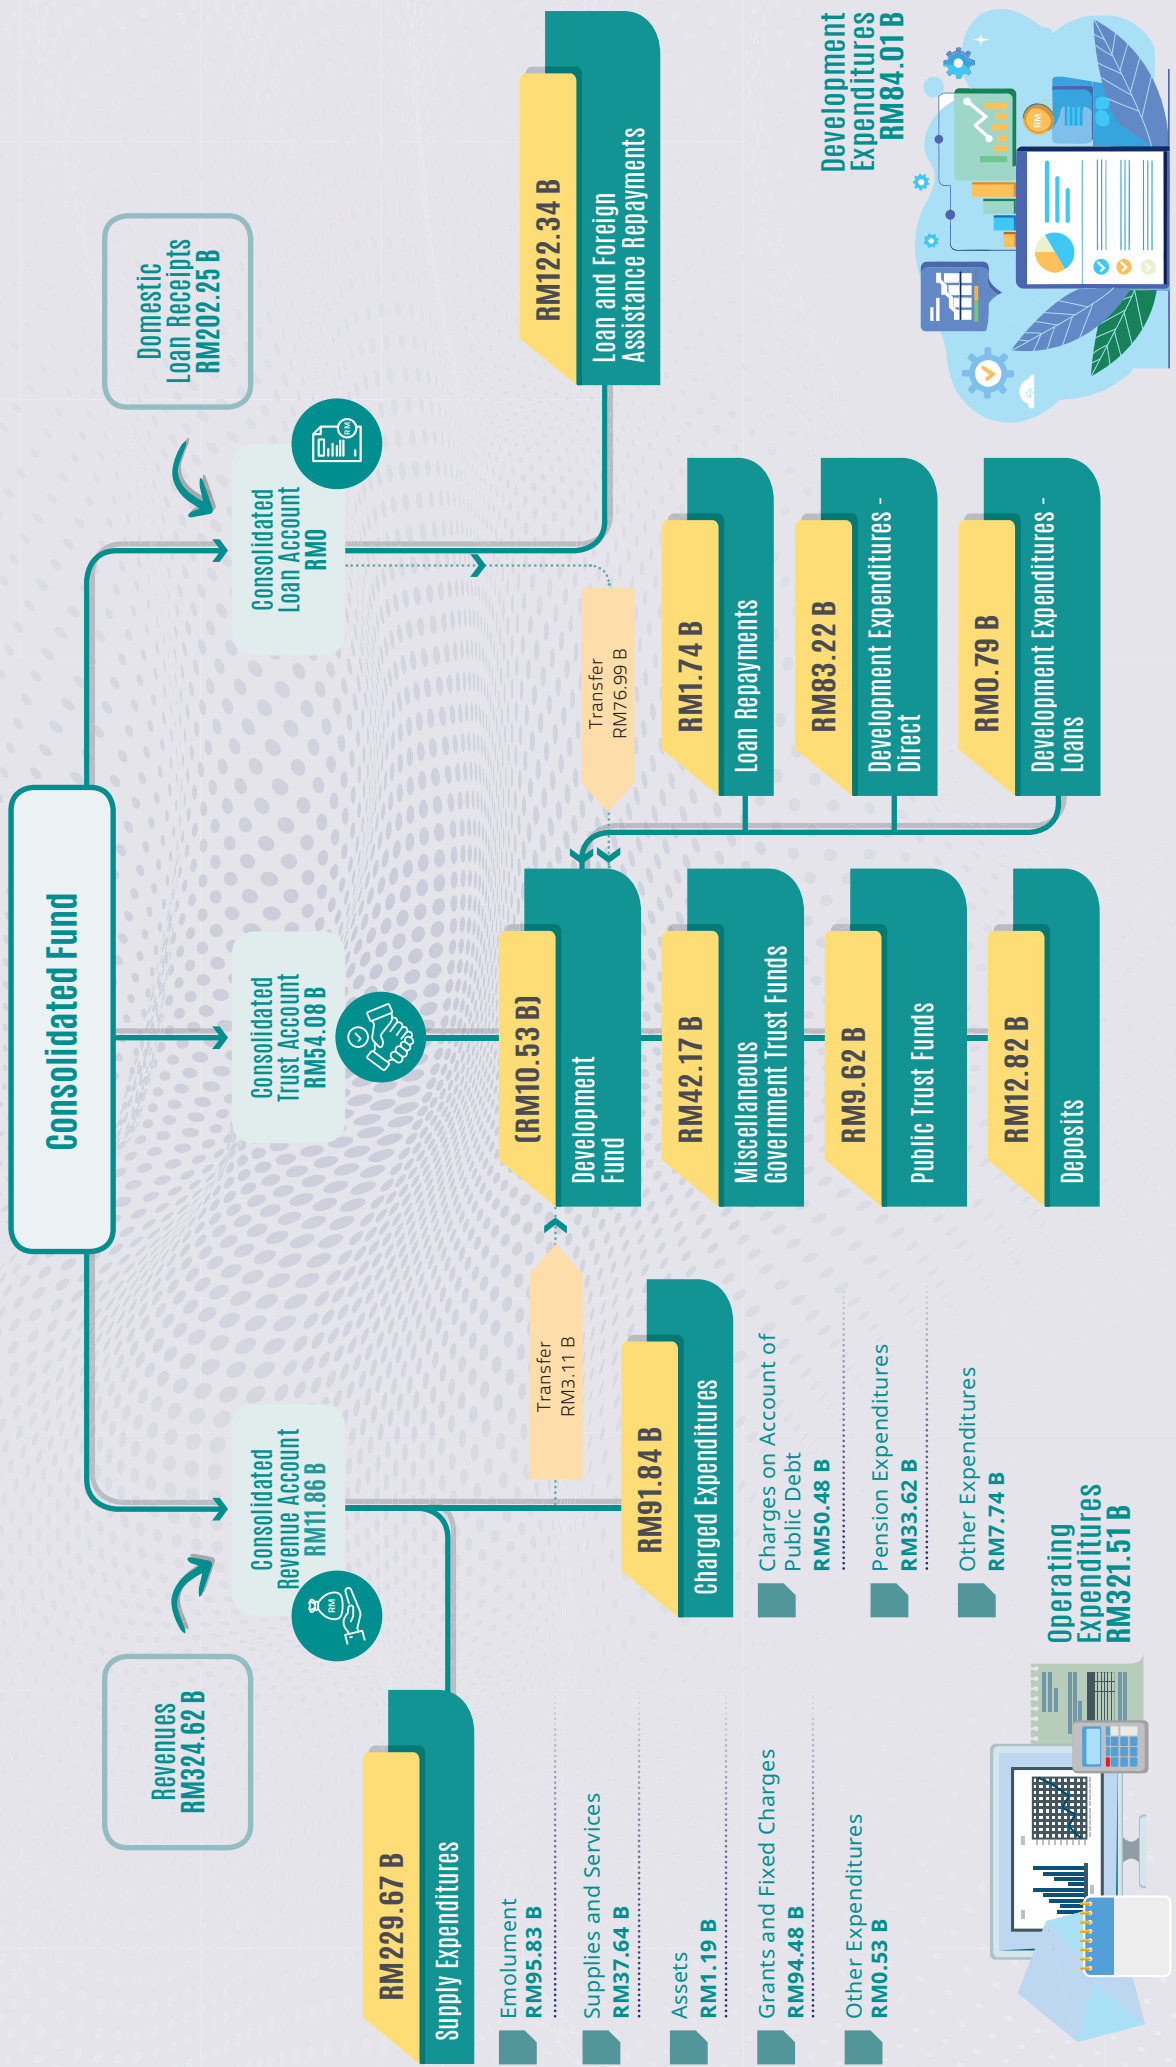 Consolidated Fund
Revenues
RM324.62 B
Consolidated
Revenue Account
RM11.86 B
RM
Consolidated
Trust Account
RM54.08 B
Consolidated
Loan Account
RM0
RM
Domestic
Loan Receipts
RM202.25 B
RM229.67 B
Supply Expenditures
Emolument
RM95.83 B
Supplies and Services
RM37.64 B
Assets
RM1.19 B
Grants and Fixed Charges
RM94.48 B
Other Expenditures
RM0.53 B
RM91.84 B
Charged Expenditures
Charges on Account of
Public Debt
RM50.48 B
Pension Expenditures
RM33.62 B
Other Expenditures
RM7.74 B
Operating
Expenditures
RM321.51 B
Transfer
RM3.11 B
(RM10.53 B)
Development
Fund
RM42.17 B
Miscellaneous
Government Trust Funds
RM9.62 B
Public Trust Funds
RM12.82 B
Deposits
Transfer
RM76.99 B
RM1.74 B
Loan Repayments
RM83.22 B
Development Expenditures -
Direct
RM0.79 B
Development Expenditures -
Loans
RM122.34 B
Loan and Foreign
Assistance Repayments
Development
Expenditures
RM84.01 B
RM